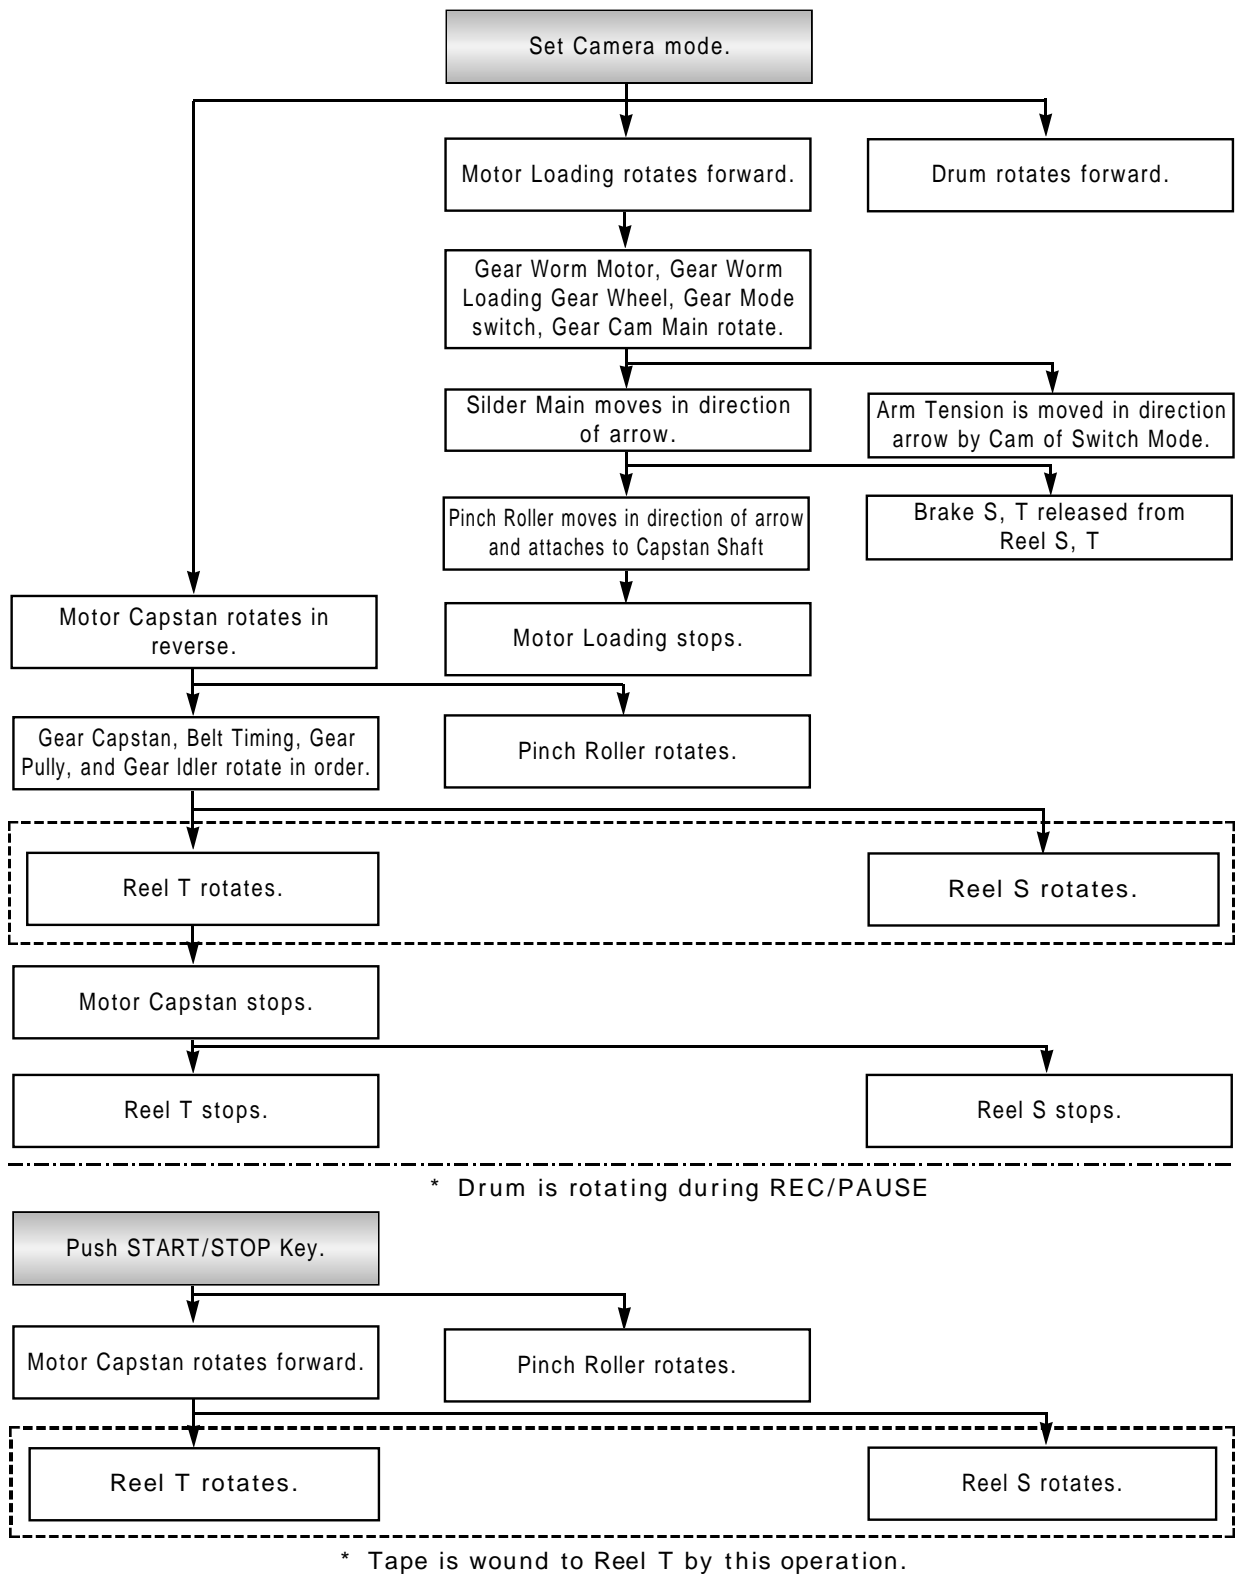 Set Camera mode.
Motor Loading rotates forward.
Drum rotates forward.
Gear Worm Motor, Gear Worm
Loading Gear Wheel, Gear Mode
switch, Gear Cam Main rotate.
Silder Main moves in direction
of arrow.
Arm Tension is moved in direction
arrow by Cam of Switch Mode.
Pinch Roller moves in direction of arrow
and attaches to Capstan Shaft
Brake S, T released from
Reel S, T
Motor Capstan rotates in
reverse.
Motor Loading stops.
Gear Capstan, Belt Timing, Gear
Pully, and Gear Idler rotate in order.
Pinch Roller rotates.
Reel T rotates.
Reel S rotates.
Motor Capstan stops.
Reel T stops.
Reel S stops.
* Drum is rotating during REC/PAUSE
Push START/STOP Key.
Motor Capstan rotates forward.
Pinch Roller rotates.
Reel T rotates.
Reel S rotates.
* Tape is wound to Reel T by this operation.